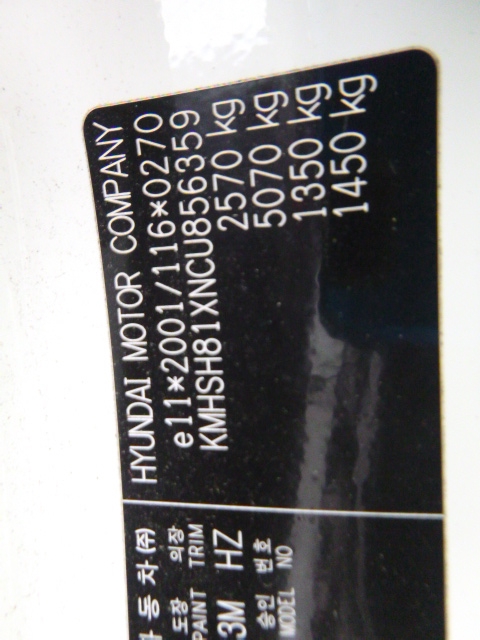 HYUNDAI MOTOR COMPANY
e11*2001/116*0270
KMHSH81XNCU856359
2570 kg
5070 kg
1350 kg
1450 kg
동차(주)
도장 의장
PAINT TRIM
3M HZ
승인 번호
MODEL NO